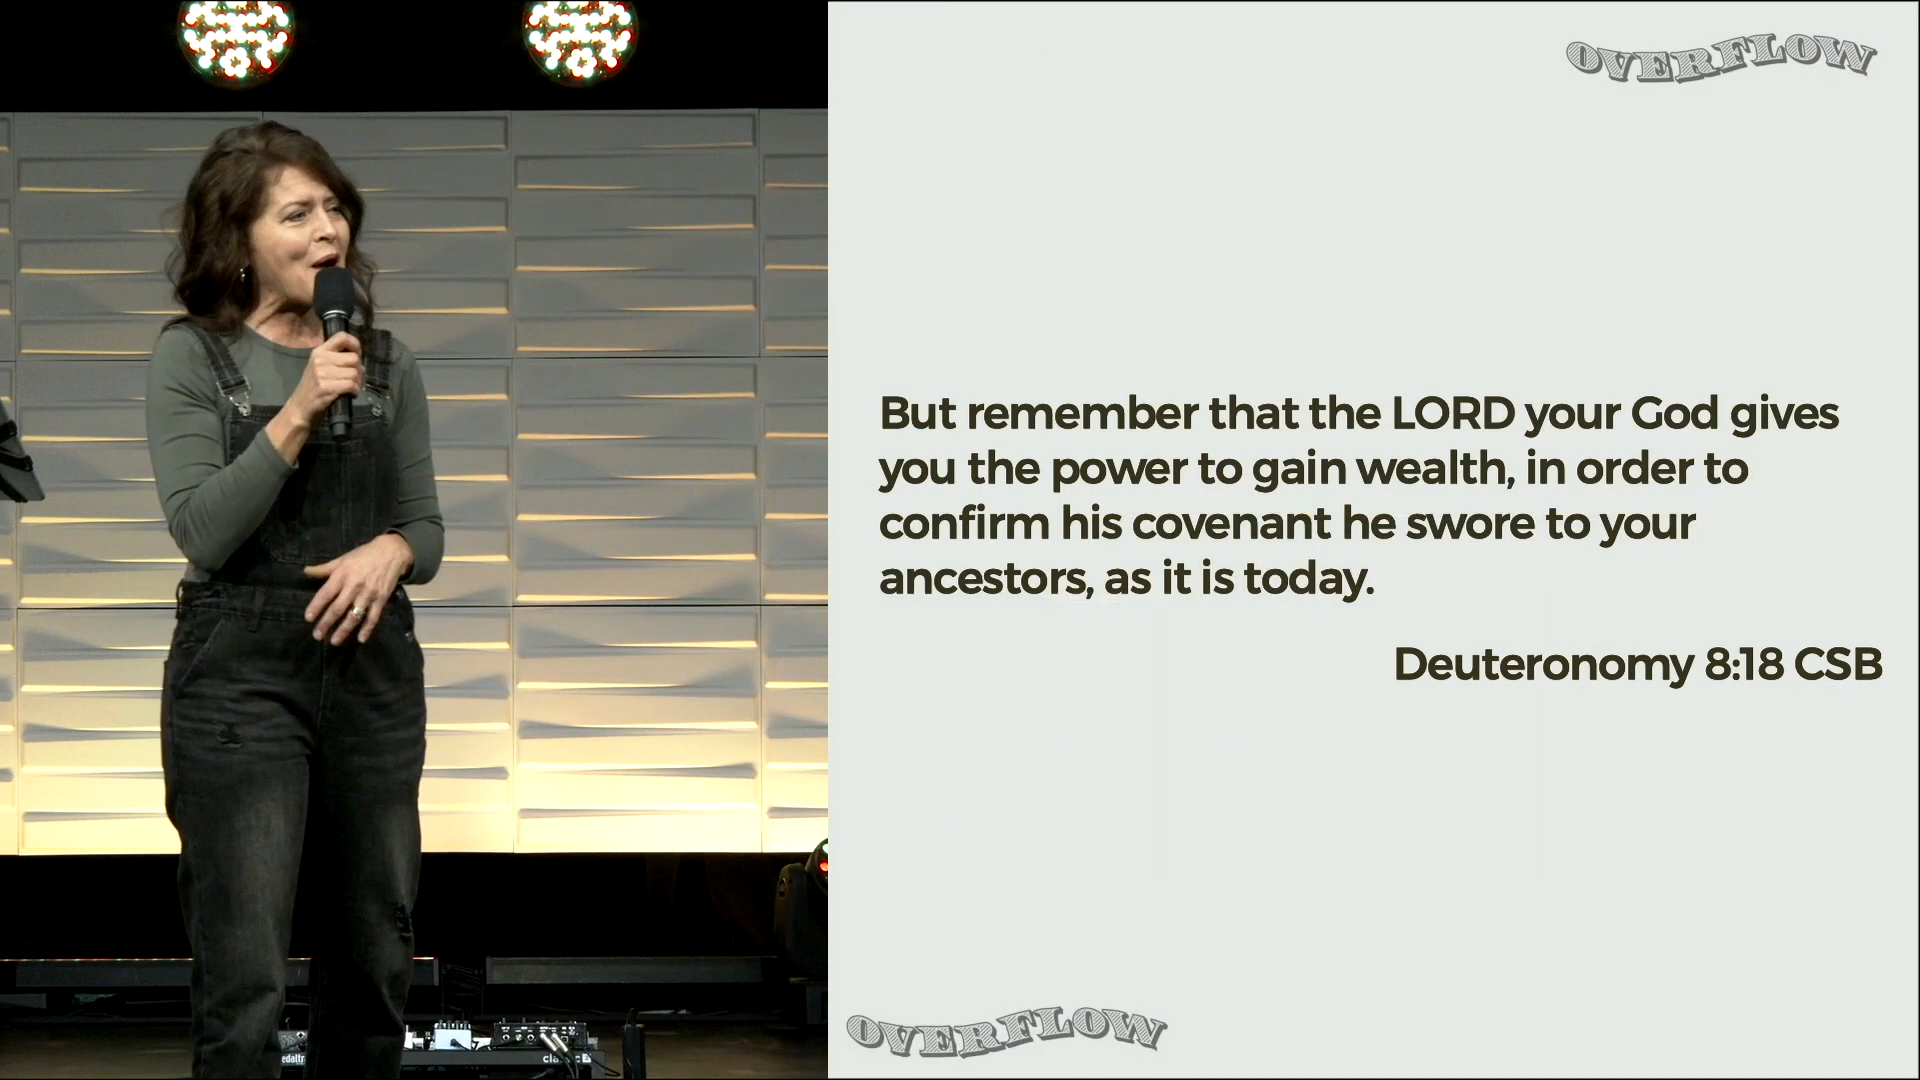 OVERFLOW
But remember that the LORD your God gives
you the power to gain wealth, in order to
confirm his covenant he swore to your
ancestors, as it is today.
Deuteronomy 8:18 CSB
OVERFLOW